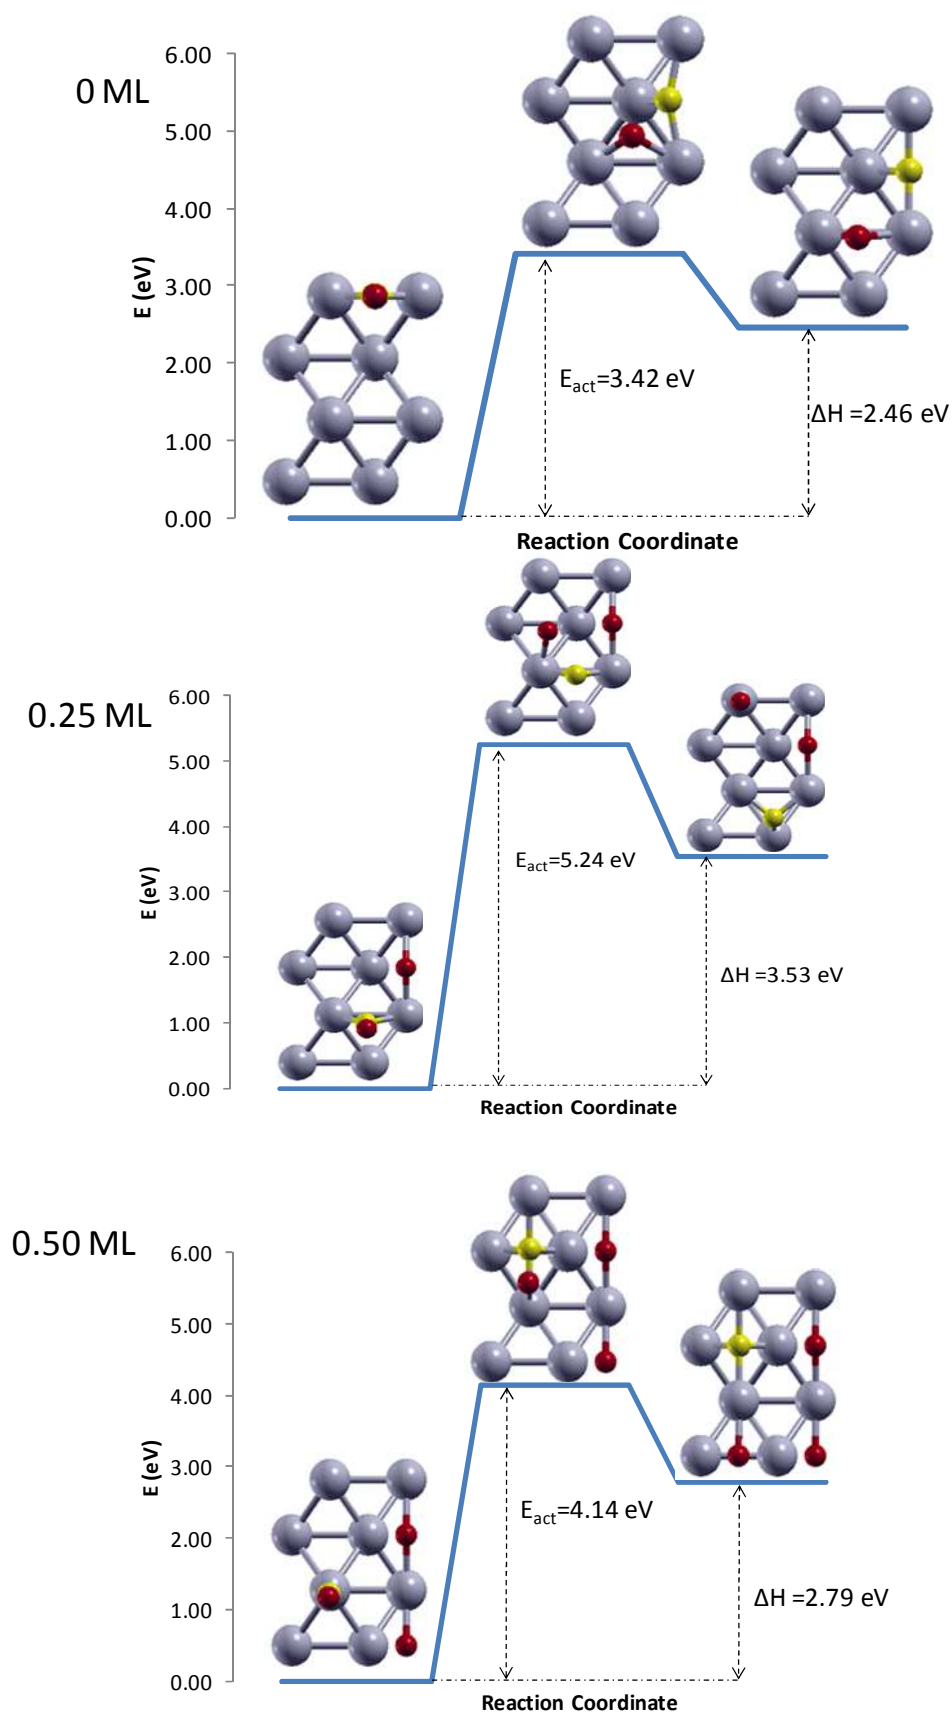 0 ML
6.00
5.00
4.00
3.00
2.00
1.00
0.00
E (eV)
Eact=3.42 eV
ΔH =2.46 eV
Reaction Coordinate
0.25 ML
6.00
5.00
4.00
3.00
2.00
1.00
0.00
E (eV)
Eact=5.24 eV
ΔH =3.53 eV
Reaction Coordinate
0.50 ML
6.00
5.00
4.00
3.00
2.00
1.00
0.00
E (eV)
Eact=4.14 eV
ΔH =2.79 eV
Reaction Coordinate